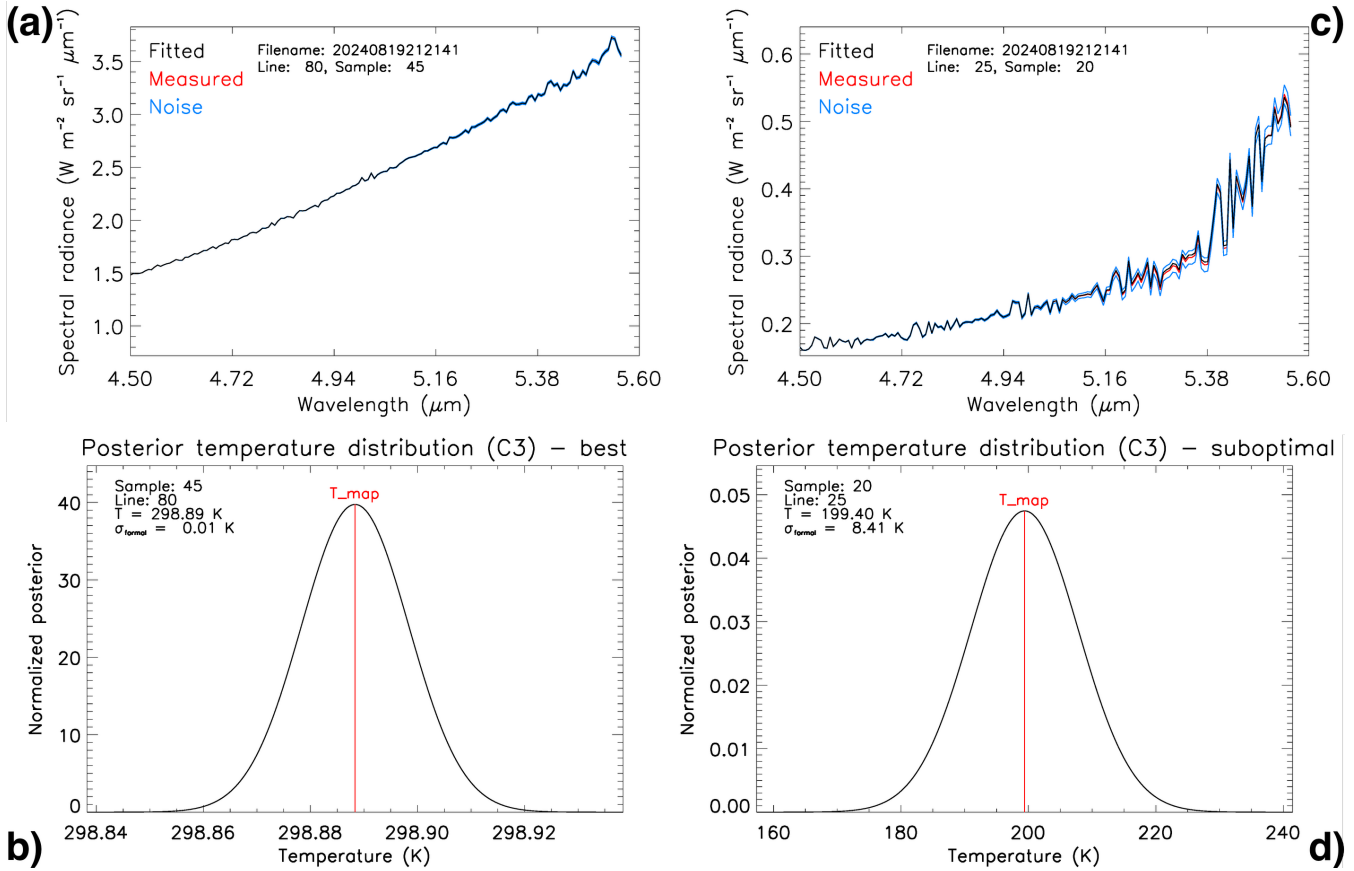 (a)
Spectral radiance (W m⁻² sr⁻¹ μm⁻¹)
Fitted
Measured
Noise
Filename: 20240819212141
Line: 80, Sample: 45
3.5
3.0
2.5
2.0
1.5
1.0
4.50 4.72 4.94 5.16 5.38 5.60
Wavelength (μm)
c)
Spectral radiance (W m⁻² sr⁻¹ μm⁻¹)
Fitted
Measured
Noise
Filename: 20240819212141
Line: 25, Sample: 20
0.6
0.5
0.4
0.3
0.2
4.50 4.72 4.94 5.16 5.38 5.60
Wavelength (μm)
Posterior temperature distribution (C3) – best
Sample: 45
Line: 80
T = 298.89 K
σformal = 0.01 K
T_map
Normalized posterior
40
30
20
10
0
298.84 298.86 298.88 298.90 298.92
Temperature (K)
b)
Posterior temperature distribution (C3) – suboptimal
Sample: 20
Line: 25
T = 199.40 K
σformal = 8.41 K
T_map
Normalized posterior
0.05
0.04
0.03
0.02
0.01
0.00
160 180 200 220 240
Temperature (K)
d)